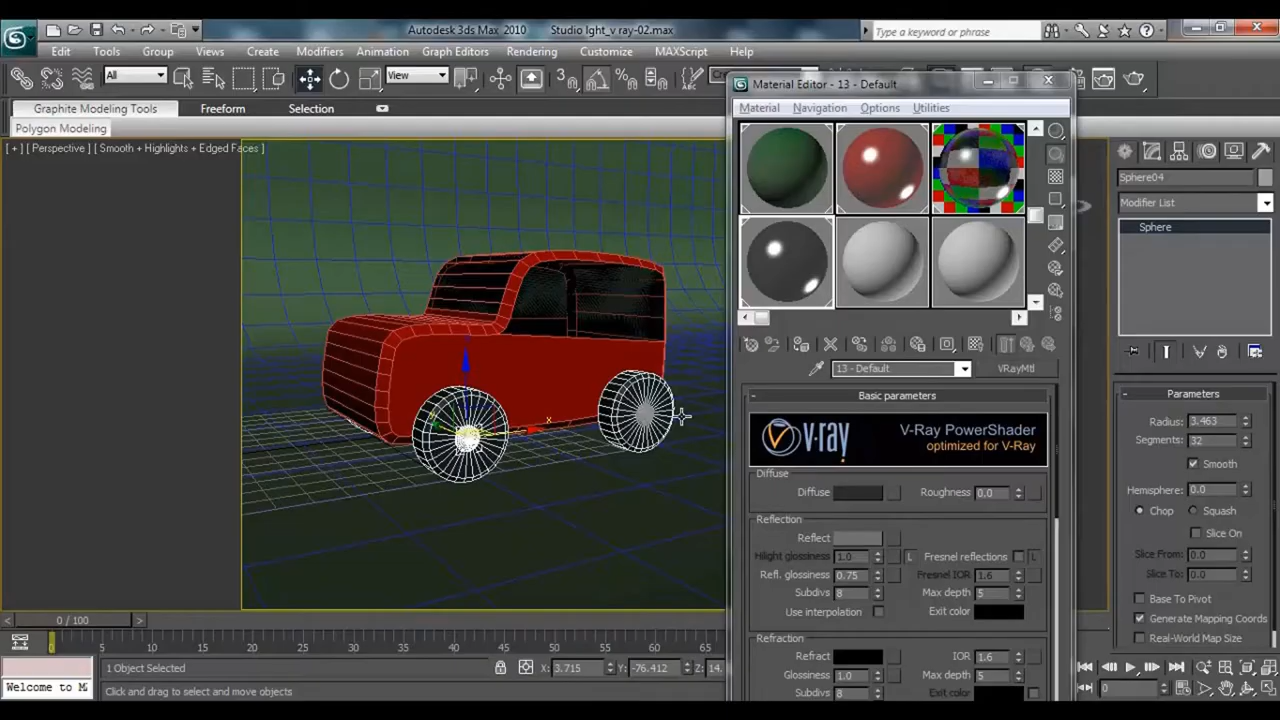 Autodesk 3ds Max 2010 Studio lght_v ray-02.max
Type a keyword or phrase
Edit Tools Group Views Create Modifiers Animation Graph Editors Rendering Customize MAXScript Help
All View
Graphite Modeling Tools Freeform Selection
Polygon Modeling
[ + ] [ Perspective ] [ Smooth + Highlights + Edged Faces ]
Material Editor - 13 - Default
Material Navigation Options Utilities
13 - Default VRayMtl
Basic parameters
v·ray
V-Ray PowerShader
optimized for V-Ray
Diffuse
Diffuse Roughness 0.0
Reflection
Reflect
Hilight glossiness 1.0 L Fresnel reflections L
Refl. glossiness 0.75 Fresnel IOR 1.6
Subdivs 8 Max depth 5
Use interpolation Exit color
Refraction
Refract IOR 1.6
Glossiness 1.0 Max depth 5
Subdivs 8 Exit color
Sphere04
Modifier List
Sphere
Parameters
Radius: 3.463
Segments: 32
Smooth
Hemisphere: 0.0
Chop Squash
Slice On
Slice From: 0.0
Slice To: 0.0
Base To Pivot
Generate Mapping Coords
Real-World Map Size
x
0 / 100
0 5 10 15 20 25 30 35 40 45 50 55 60 65
1 Object Selected X: 3.715 Y: -76.412 Z: 14.
Welcome to M Click and drag to select and move objects
0